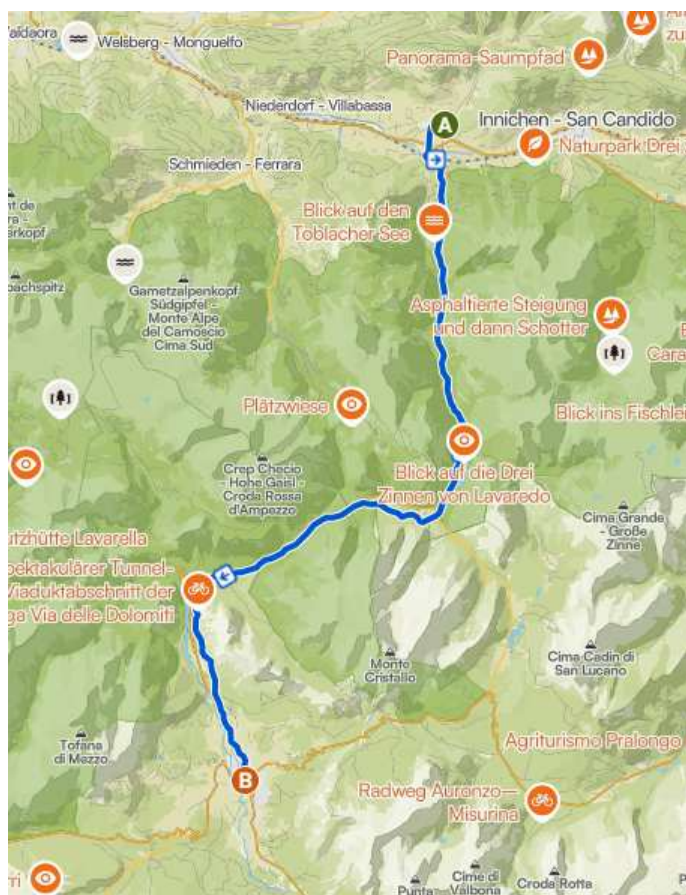 Welsberg - Monguelfo
Panorama-Saumpfad
Niederdorf - Villabassa
A
Innichen - San Candido
Naturpark Drei
Schmieden - Ferrara
Blick auf den
Toblacher See
Gametzalpenkopf
Südgipfel -
Monte Alpe
del Camoscio
Cima Sud
Asphaltierte Steigung
und dann Schotter
Cara
Plätzwiese
Blick ins Fischlei
Crep Checio
- Hohe Gaisl -
Croda Rossa
d'Ampezzo
Blick auf die Drei
Zinnen von Lavaredo
Cima Grande
- Große
Zinne
utzhütte Lavarella
pektakulärer Tunnel-
Viaduktabschnitt der
ga Via delle Dolomiti
Monte
Cristallo
Cima Cadin di
San Lucano
Tofana
di Mezzo
Agriturismo Pralongo
B
Radweg Auronzo—
Misurina
Cime di
Valbona
Croda Rotta
Punta